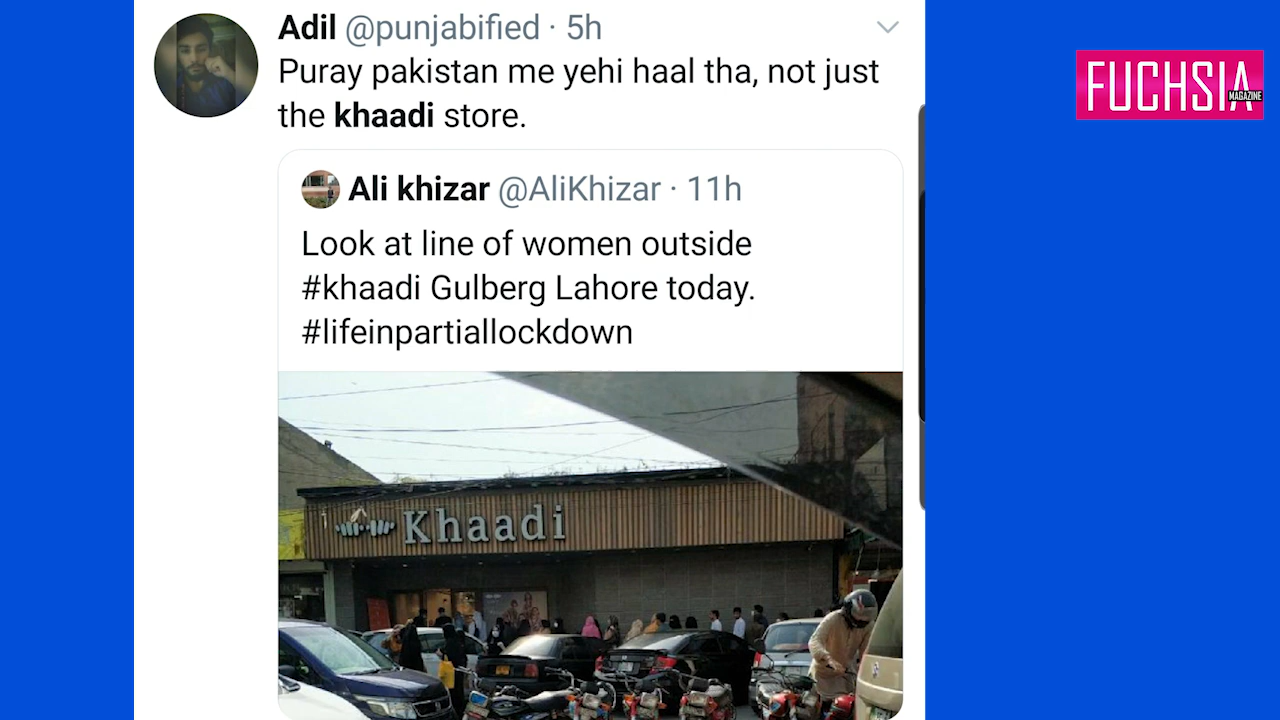 Adil @punjabified · 5h
Puray pakistan me yehi haal tha, not just
the khaadi store.
Ali khizar @AliKhizar · 11h
Look at line of women outside
#khaadi Gulberg Lahore today.
#lifeinpartiallockdown
Khaadi
FUCHSIA
MAGAZINE